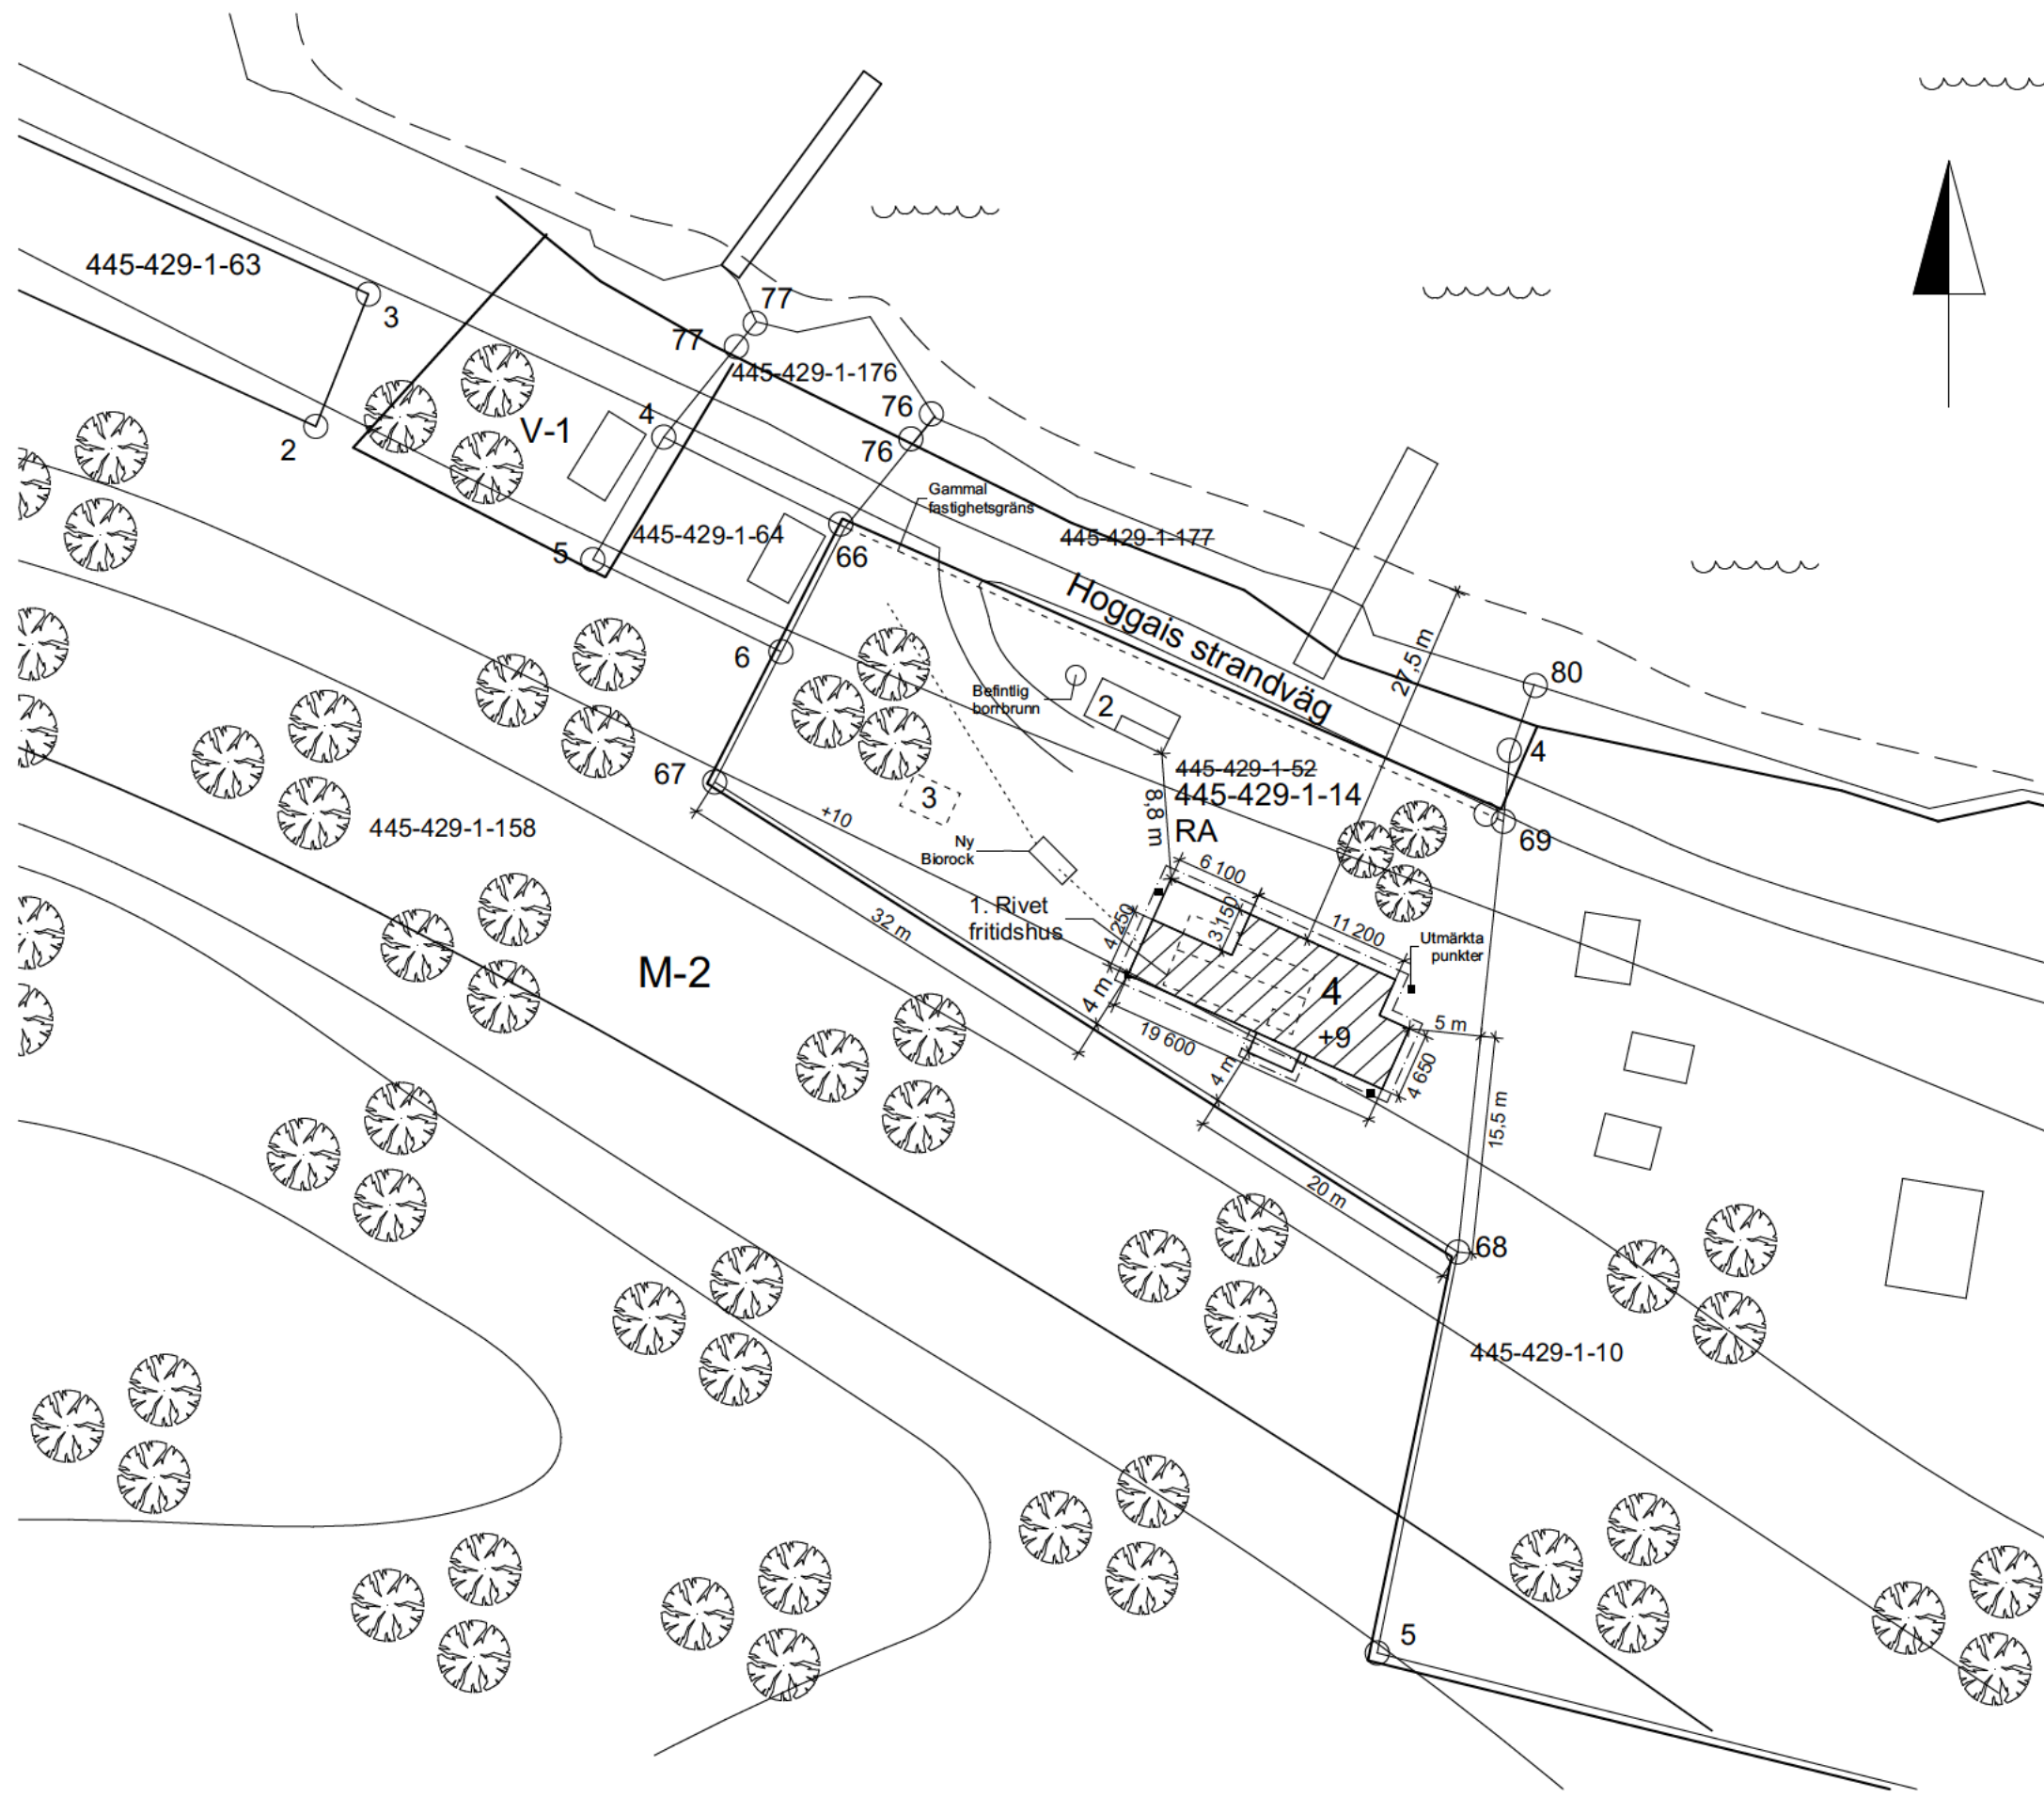 445-429-1-63
3
77
77
445-429-1-176
2
V-1
4
76
76
Gammal
fastighetsgräns
445-429-1-177
5
445-429-1-64
66
Hoggais strandväg
27,5 m
6
80
Befintlig
borrbrunn
2
4
67
445-429-1-52
445-429-1-14
8,8 m
RA
3
+10
69
445-429-1-158
Ny
Biorock
6 100
1. Rivet
fritidshus
4 250
3 150
11 200
Utmärkta
punkter
32 m
M-2
4
4 m
+9
5 m
19 600
4 m
4 650
15,5 m
20 m
68
445-429-1-10
5